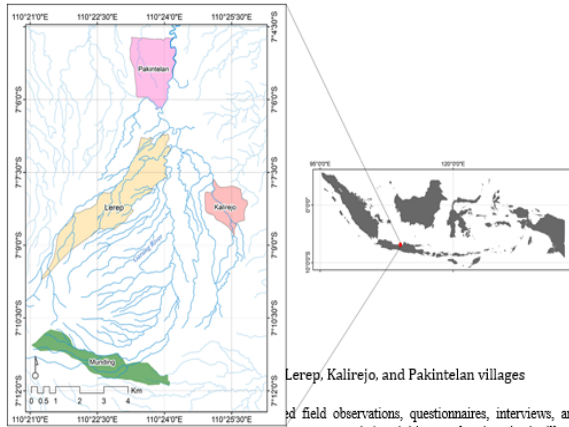 110°21'0"E 110°22'30"E 110°24'0"E 110°25'30"E
7°4'30"S
7°6'0"S
7°7'30"S
7°9'0"S
7°10'30"S
7°12'0"S
Pakintelan
Lerep
Kalirejo
River
Munding
Km
0 0.5 1 2 3 4
110°21'0"E 110°22'30"E 110°24'0"E 110°25'30"E
95°0'0"E 120°0'0"E
0°0'0"
10°0'0"S
Lerep, Kalirejo, and Pakintelan villages
ed field observations, questionnaires, interviews, an